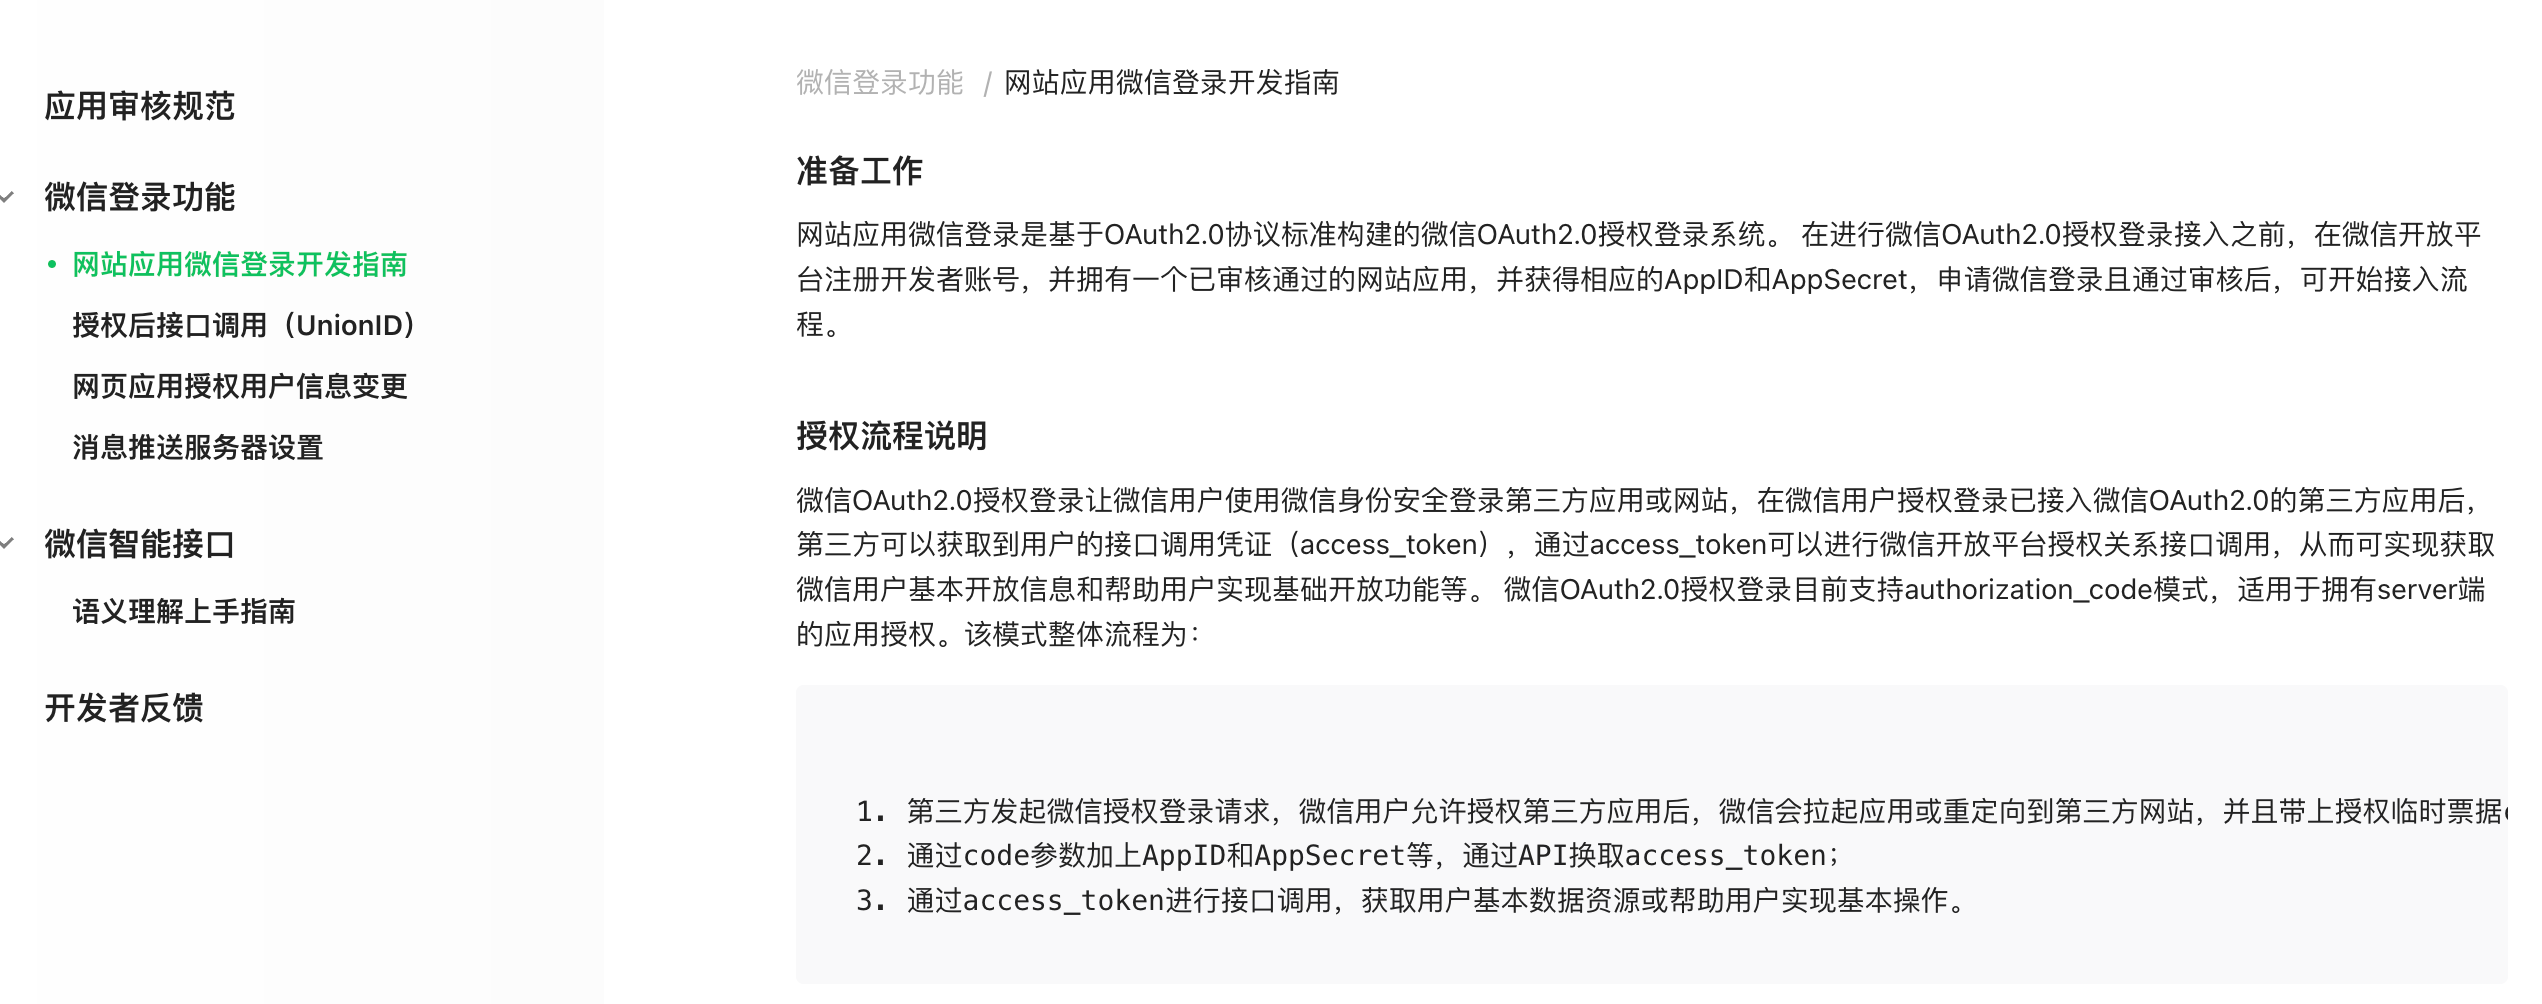 应用审核规范
微信登录功能
网站应用微信登录开发指南
授权后接口调用（UnionID）
网页应用授权用户信息变更
消息推送服务器设置
微信智能接口
语义理解上手指南
开发者反馈
微信登录功能 / 网站应用微信登录开发指南
准备工作
网站应用微信登录是基于OAuth2.0协议标准构建的微信OAuth2.0授权登录系统。 在进行微信OAuth2.0授权登录接入之前，在微信开放平
台注册开发者账号，并拥有一个已审核通过的网站应用，并获得相应的AppID和AppSecret，申请微信登录且通过审核后，可开始接入流
程。
授权流程说明
微信OAuth2.0授权登录让微信用户使用微信身份安全登录第三方应用或网站，在微信用户授权登录已接入微信OAuth2.0的第三方应用后，
第三方可以获取到用户的接口调用凭证（access_token），通过access_token可以进行微信开放平台授权关系接口调用，从而可实现获取
微信用户基本开放信息和帮助用户实现基础开放功能等。 微信OAuth2.0授权登录目前支持authorization_code模式，适用于拥有server端
的应用授权。该模式整体流程为：
1. 第三方发起微信授权登录请求，微信用户允许授权第三方应用后，微信会拉起应用或重定向到第三方网站，并且带上授权临时票据
2. 通过code参数加上AppID和AppSecret等，通过API换取access_token；
3. 通过access_token进行接口调用，获取用户基本数据资源或帮助用户实现基本操作。